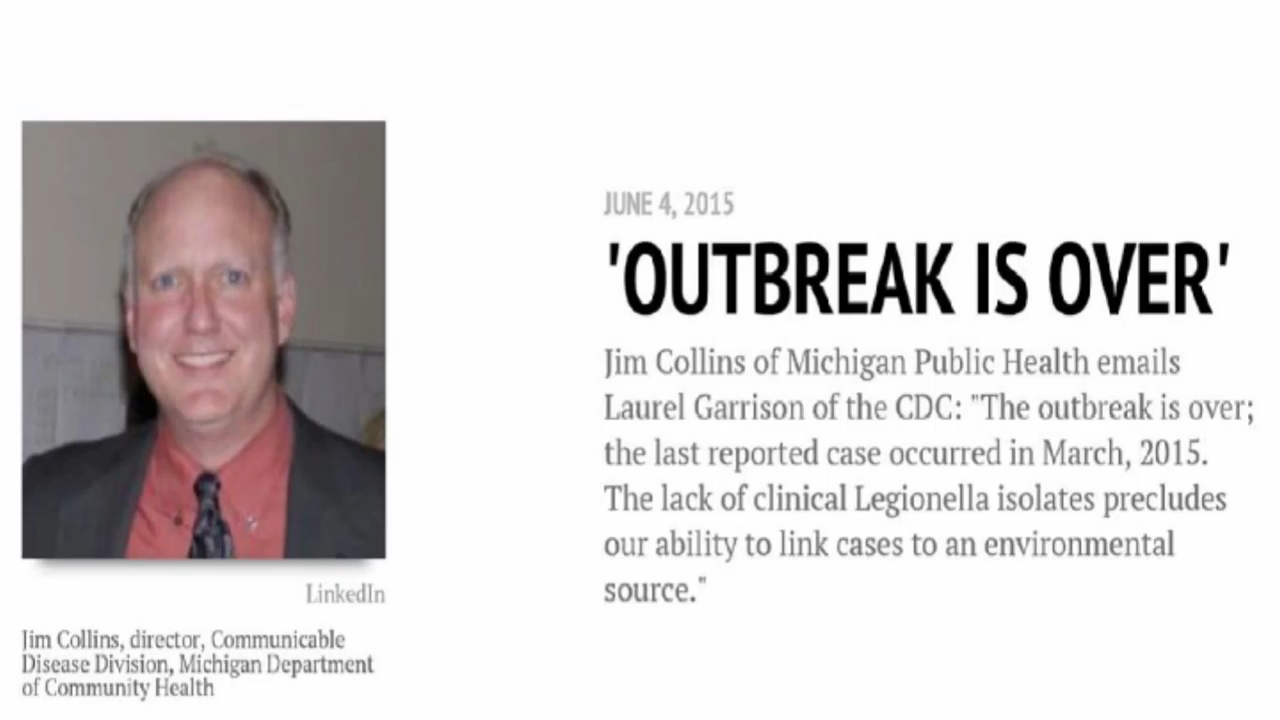 JUNE 4, 2015
'OUTBREAK IS OVER'
Jim Collins of Michigan Public Health emails
Laurel Garrison of the CDC: "The outbreak is over;
the last reported case occurred in March, 2015.
The lack of clinical Legionella isolates precludes
our ability to link cases to an environmental
source."
LinkedIn
Jim Collins, director, Communicable
Disease Division, Michigan Department
of Community Health